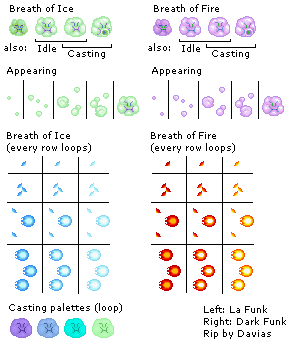 Breath of Ice
Breath of Fire
also: Idle
Casting
also: Idle
Casting
Appearing
Appearing
Breath of Ice
(every row loops)
Breath of Fire
(every row loops)
Casting palettes (loop)
Left: La Funk
Right: Dark Funk
Rip by Davias